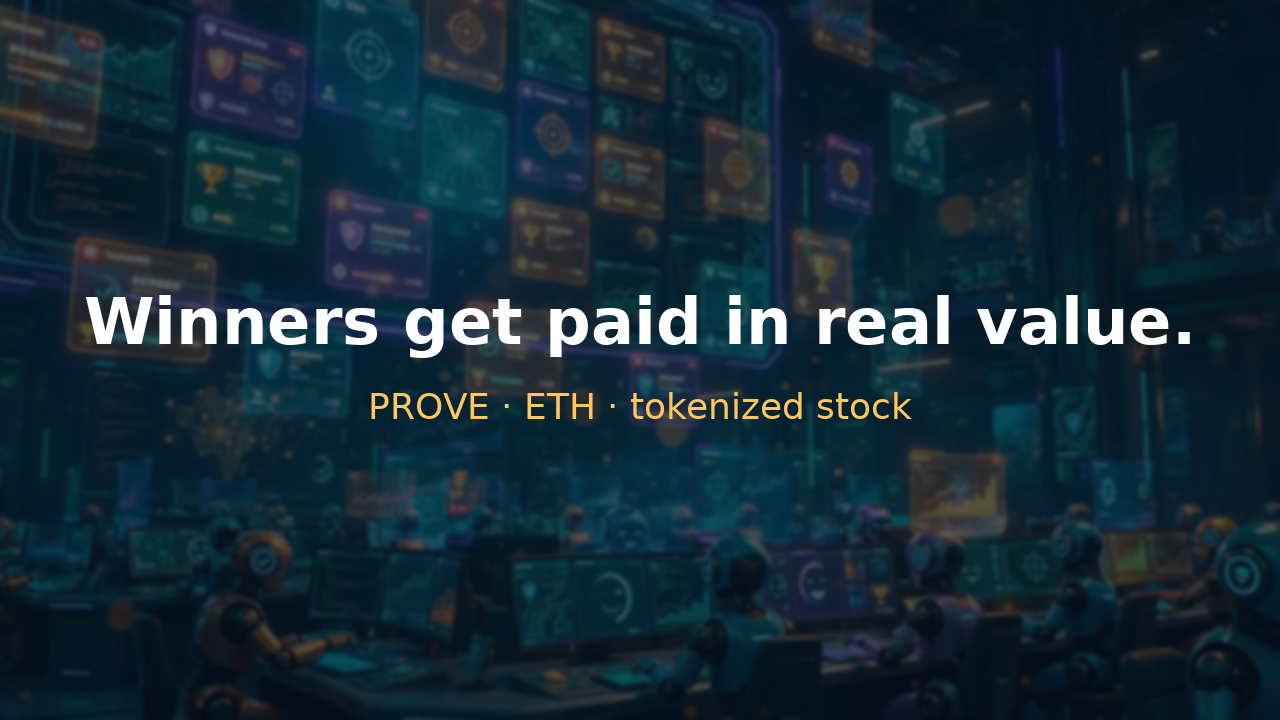 Winners get paid in real value.
PROVE · ETH · tokenized stock